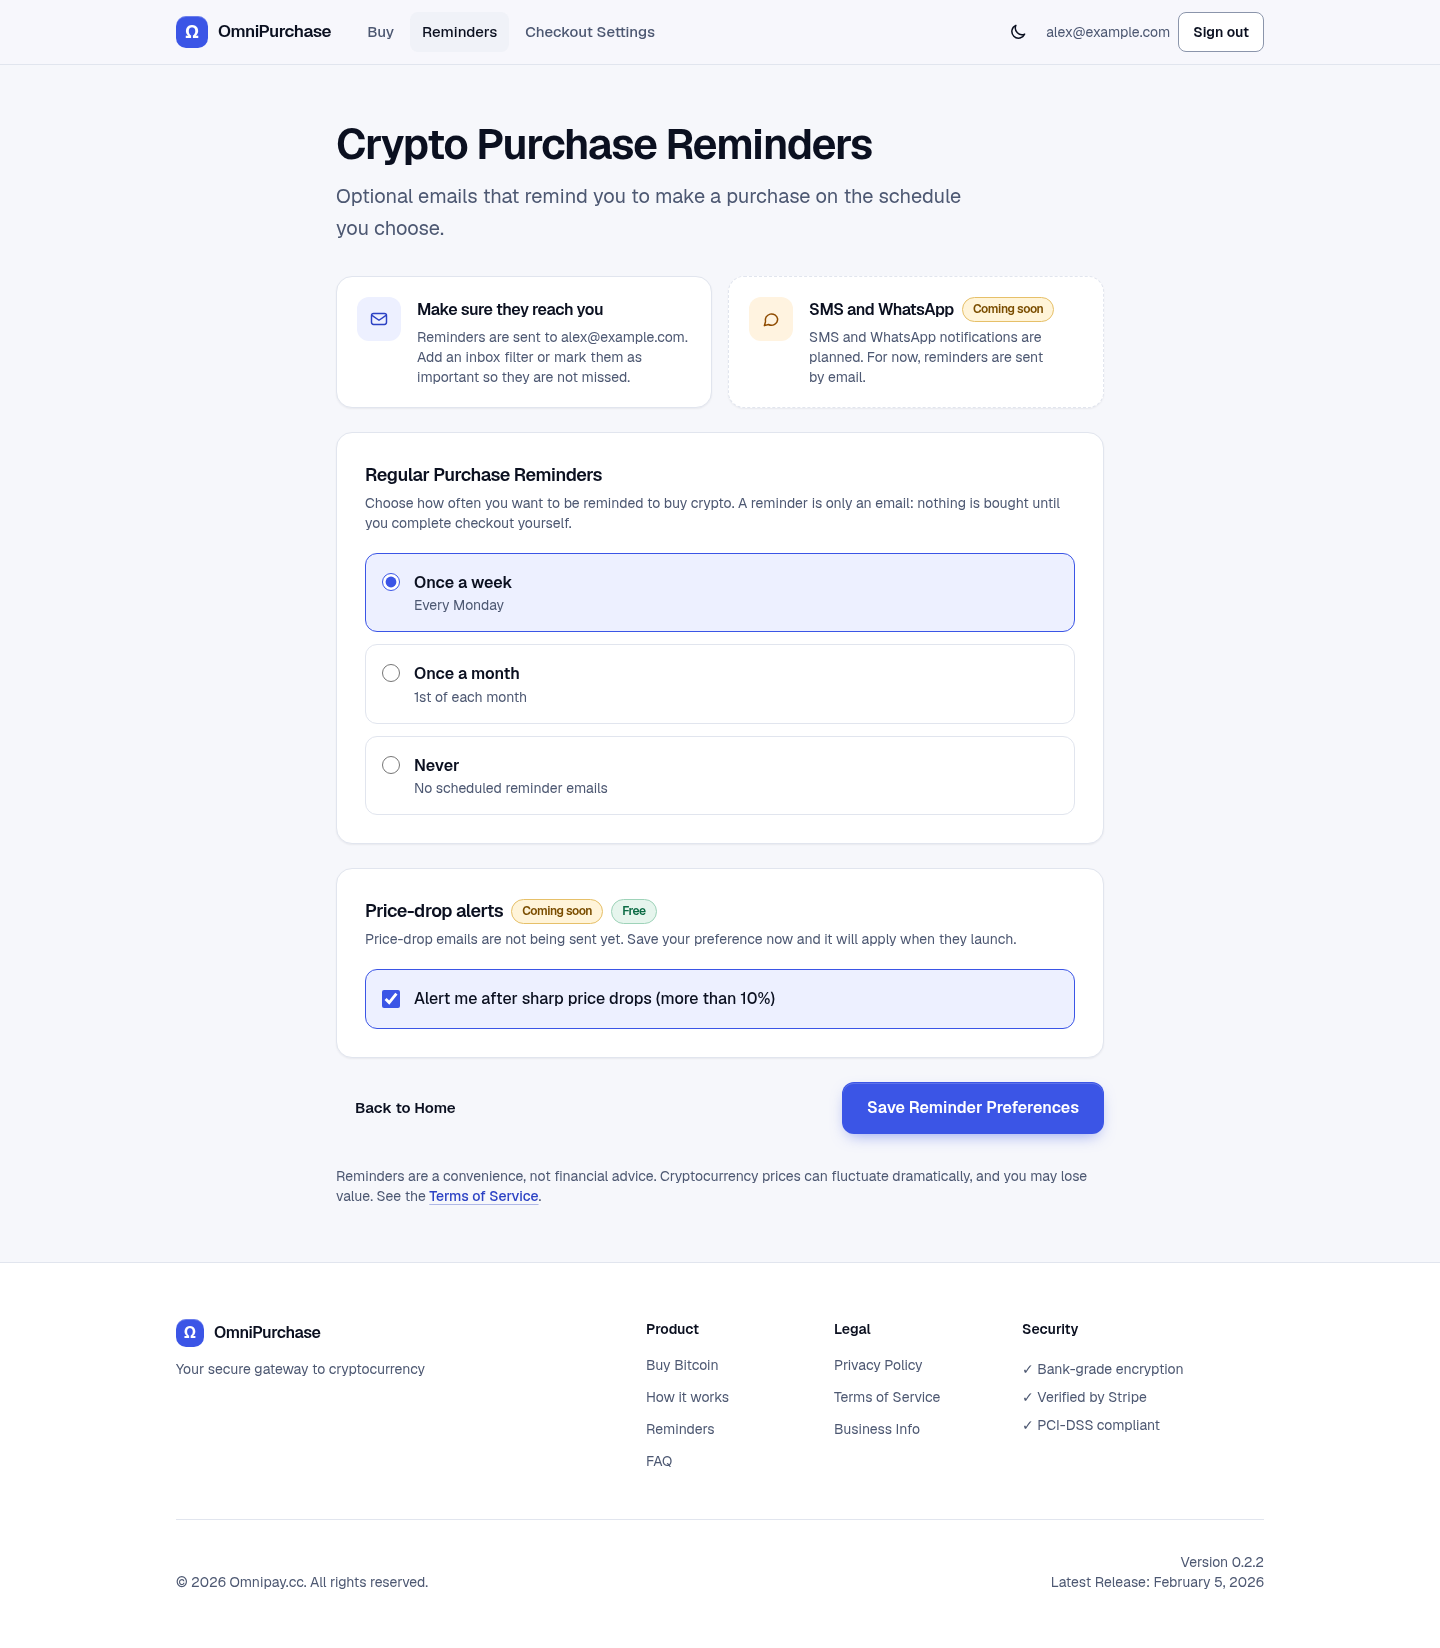 Ω OmniPurchase Buy Reminders Checkout Settings alex@example.com Sign out
Crypto Purchase Reminders
Optional emails that remind you to make a purchase on the schedule
you choose.
Make sure they reach you
Reminders are sent to alex@example.com.
Add an inbox filter or mark them as
important so they are not missed.
SMS and WhatsApp Coming soon
SMS and WhatsApp notifications are
planned. For now, reminders are sent
by email.
Regular Purchase Reminders
Choose how often you want to be reminded to buy crypto. A reminder is only an email: nothing is bought until
you complete checkout yourself.
Once a week
Every Monday
Once a month
1st of each month
Never
No scheduled reminder emails
Price-drop alerts Coming soon Free
Price-drop emails are not being sent yet. Save your preference now and it will apply when they launch.
Alert me after sharp price drops (more than 10%)
Back to Home Save Reminder Preferences
Reminders are a convenience, not financial advice. Cryptocurrency prices can fluctuate dramatically, and you may lose
value. See the Terms of Service.
Ω OmniPurchase
Your secure gateway to cryptocurrency
Product
Buy Bitcoin
How it works
Reminders
FAQ
Legal
Privacy Policy
Terms of Service
Business Info
Security
✓ Bank-grade encryption
✓ Verified by Stripe
✓ PCI-DSS compliant
© 2026 Omnipay.cc. All rights reserved.
Version 0.2.2
Latest Release: February 5, 2026